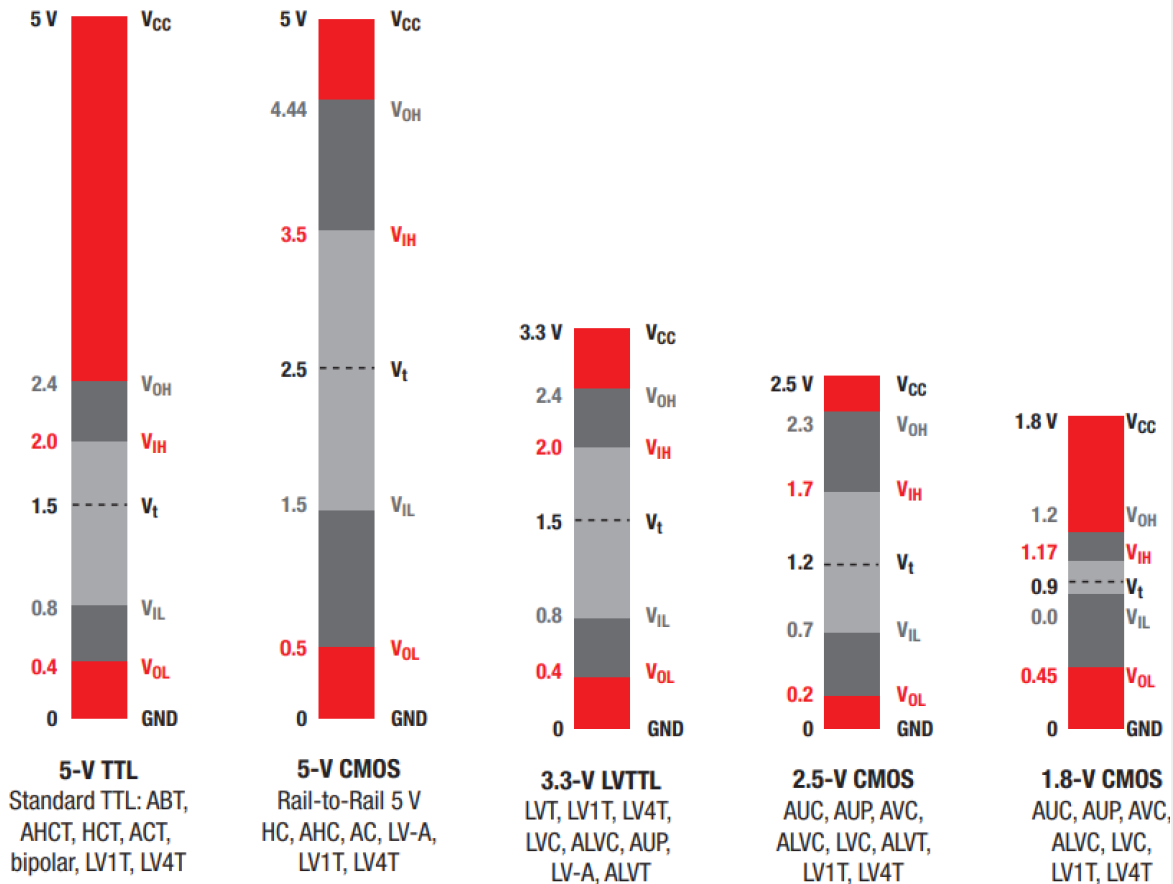 5 V VCC
4.44 VOH
3.5 VIH
2.5 Vt
1.5 VIL
0.5 VOL
0 GND
5-V CMOS
Rail-to-Rail 5 V
HC, AHC, AC, LV-A,
LV1T, LV4T
5 V VCC
2.4 VOH
2.0 VIH
1.5 Vt
0.8 VIL
0.4 VOL
0 GND
5-V TTL
Standard TTL: ABT,
AHCT, HCT, ACT,
bipolar, LV1T, LV4T
3.3 V VCC
2.4 VOH
2.0 VIH
1.5 Vt
0.8 VIL
0.4 VOL
0 GND
3.3-V LVTTL
LVT, LV1T, LV4T,
LVC, ALVC, AUP,
LV-A, ALVT
2.5 V VCC
2.3 VOH
1.7 VIH
1.2 Vt
0.7 VIL
0.2 VOL
0 GND
2.5-V CMOS
AUC, AUP, AVC,
ALVC, LVC, ALVT,
LV1T, LV4T
1.8 V VCC
1.2 VOH
1.17 VIH
0.9 Vt
0.0 VIL
0.45 VOL
0 GND
1.8-V CMOS
AUC, AUP, AVC,
ALVC, LVC,
LV1T, LV4T